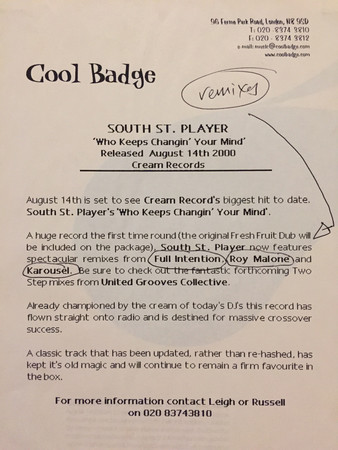 96 Ferme Park Road, London, N8 9SD
T: 020 - 8374 3810
F: 020 - 8374 3812
e mail: music@coolbadge.com
www.coolbadge.com
Cool Badge
remixes
SOUTH ST. PLAYER
'Who Keeps Changin' Your Mind'
Released August 14th 2000
Cream Records
August 14th is set to see Cream Record's biggest hit to date.
South St. Player's 'Who Keeps Changin' Your Mind'.
A huge record the first time round (the original Fresh Fruit Dub will
be included on the package), South St. Player now features
spectacular remixes from Full Intention, Roy Malone and
Karousel. Be sure to check out the fantastic forthcoming Two
Step mixes from United Grooves Collective.
Already championed by the cream of today's DJ's this record has
flown straight onto radio and is destined for massive crossover
success.
A classic track that has been updated, rather than re-hashed, has
kept it's old magic and will continue to remain a firm favourite in
the box.
For more information contact Leigh or Russell
on 020 83743810